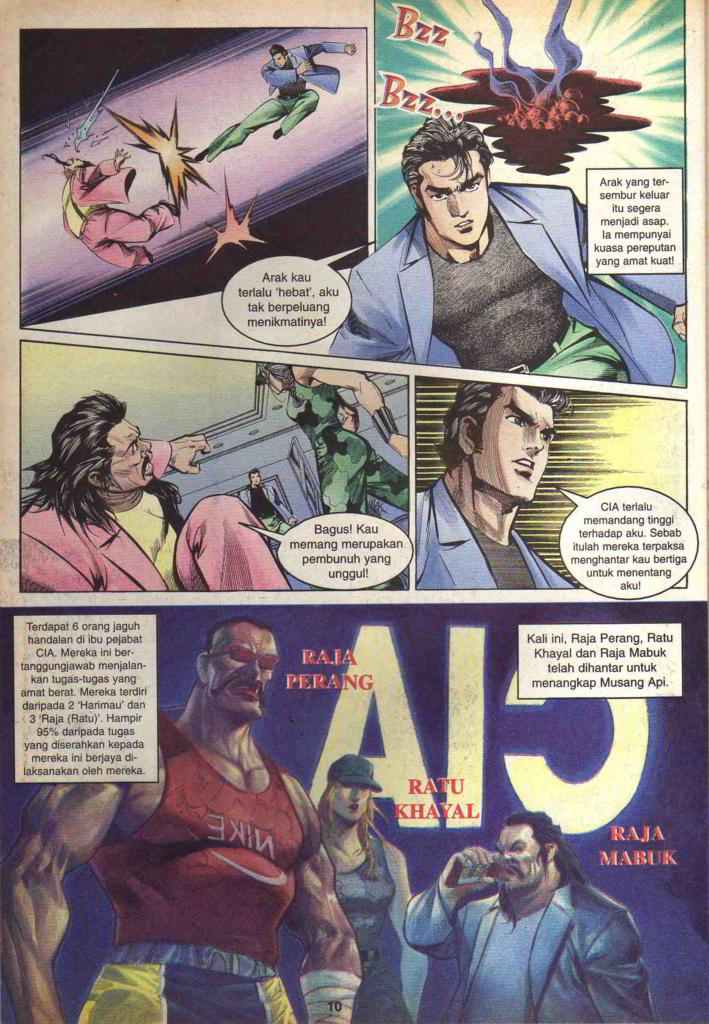 BZZ
BZZ...
Arak yang ter-
sembur keluar
itu segera
menjadi asap.
Ia mempunyai
kuasa pereputan
yang amat kuat!
Arak kau
terlalu 'hebat', aku
tak berpeluang
menikmatinya!
Bagus! Kau
memang merupakan
pembunuh yang
unggul!
CIA terlalu
memandang tinggi
terhadap aku. Sebab
itulah mereka terpaksa
menghantar kau bertiga
untuk menentang
aku!
Terdapat 6 orang jaguh
handalan di ibu pejabat
CIA. Mereka ini ber-
tanggungjawab menjalan-
kan tugas-tugas yang
amat berat. Mereka terdiri
daripada 2 'Harimau' dan
3 'Raja (Ratu)'. Hampir
95% daripada tugas
yang diserahkan kepada
mereka ini berjaya di-
laksanakan oleh mereka.
Kali ini, Raja Perang, Ratu
Khayal dan Raja Mabuk
telah dihantar untuk
menangkap Musang Api.
RAJA
PERANG
CIA
RATU
KHAYAL
RAJA
MABUK
NIKE
10